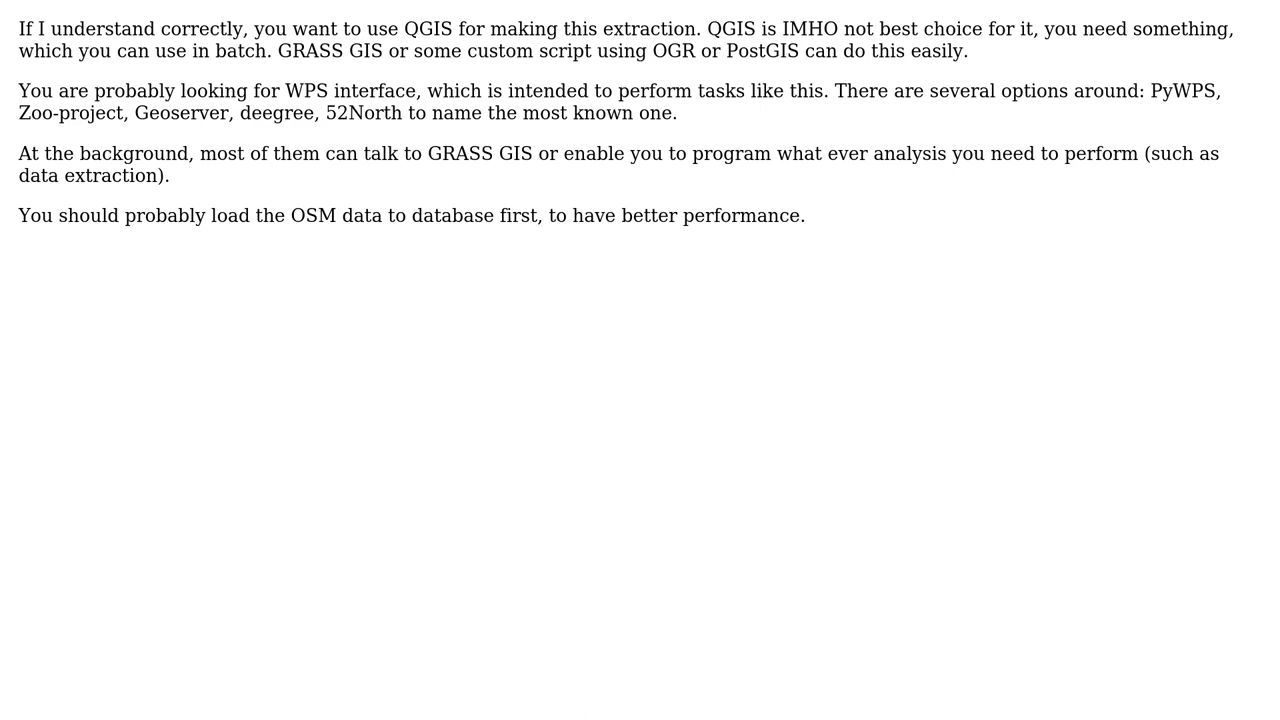 If I understand correctly, you want to use QGIS for making this extraction. QGIS is IMHO not best choice for it, you need something,
which you can use in batch. GRASS GIS or some custom script using OGR or PostGIS can do this easily.
You are probably looking for WPS interface, which is intended to perform tasks like this. There are several options around: PyWPS,
Zoo-project, Geoserver, deegree, 52North to name the most known one.
At the background, most of them can talk to GRASS GIS or enable you to program what ever analysis you need to perform (such as
data extraction).
You should probably load the OSM data to database first, to have better performance.